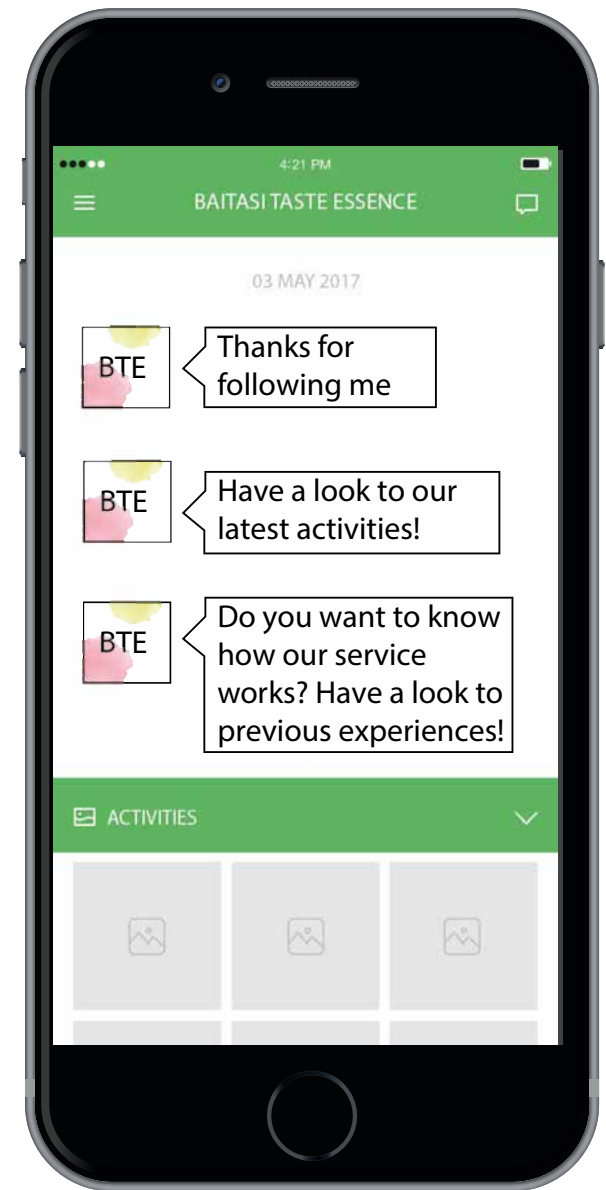 4:21 PM
BAITASI TASTE ESSENCE
03 MAY 2017
BTE
Thanks for
following me
BTE
Have a look to our
latest activities!
BTE
Do you want to know
how our service
works? Have a look to
previous experiences!
ACTIVITIES